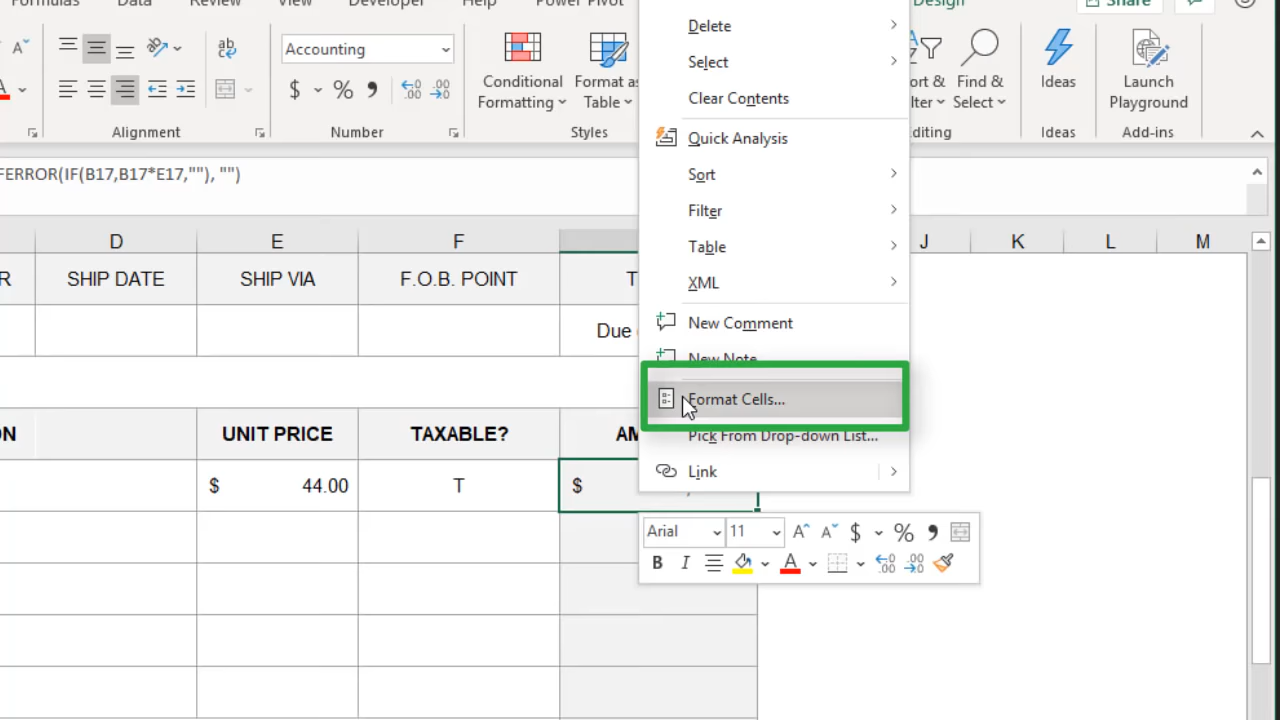 Formulas Data Review View Developer Help Power Pivot Design Share
Delete
Select
Clear Contents
Quick Analysis
Sort
Filter
Table
XML
New Comment
New Note
Format Cells...
Pick From Drop-down List...
Link
Accounting
$ % ,
Conditional Formatting
Format as Table
Find & Select
Ideas
Launch Playground
Alignment
Number
Styles
Ideas
Add-ins
FERROR(IF(B17,B17*E17,""), "")
D E F J K L M
SHIP DATE SHIP VIA F.O.B. POINT
Due
UNIT PRICE TAXABLE?
$ 44.00 T $
Arial 11 $ % ,
B I A